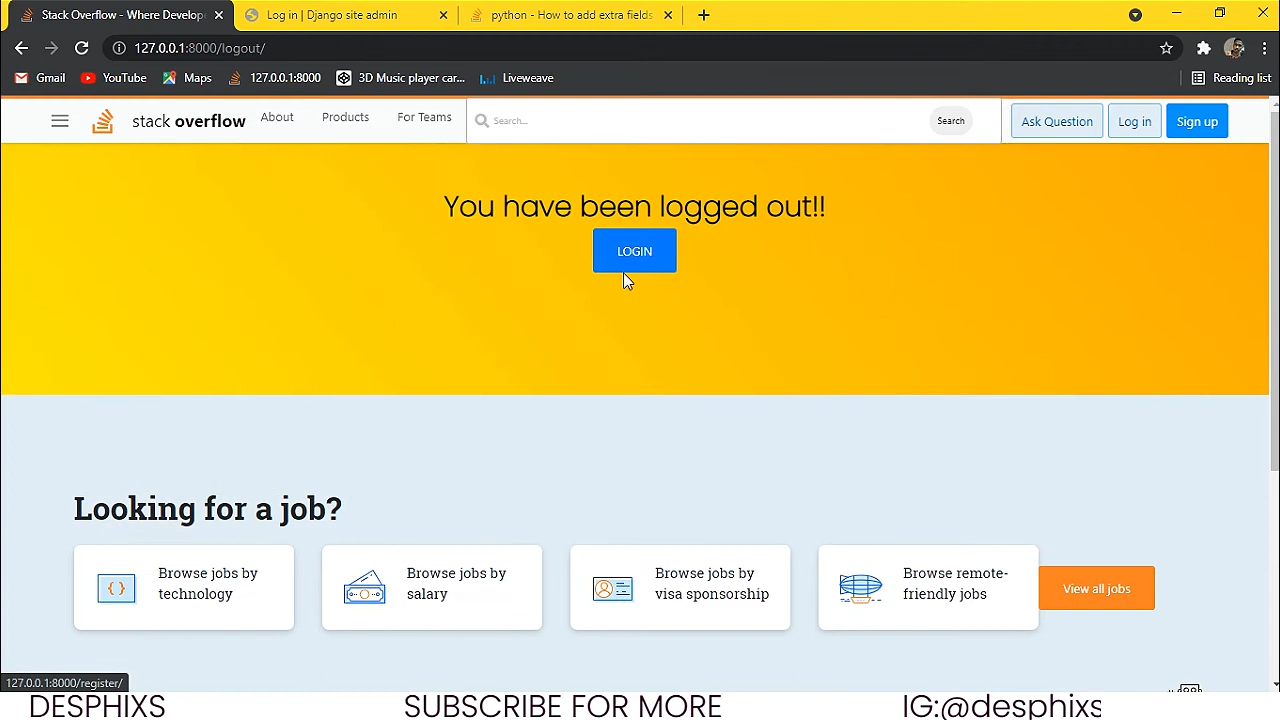 Stack Overflow - Where Develop
Log in | Django site admin
python - How to add extra fields
127.0.0.1:8000/logout/
Gmail
YouTube
Maps
127.0.0.1:8000
3D Music player car...
Liveweave
Reading list
stack overflow
About
Products
For Teams
Search...
Search
Ask Question
Log in
Sign up
You have been logged out!!
LOGIN
Looking for a job?
Browse jobs by
technology
Browse jobs by
salary
Browse jobs by
visa sponsorship
Browse remote-
friendly jobs
View all jobs
127.0.0.1:8000/register/
DESPHIXS
SUBSCRIBE FOR MORE
IG:@desphixs